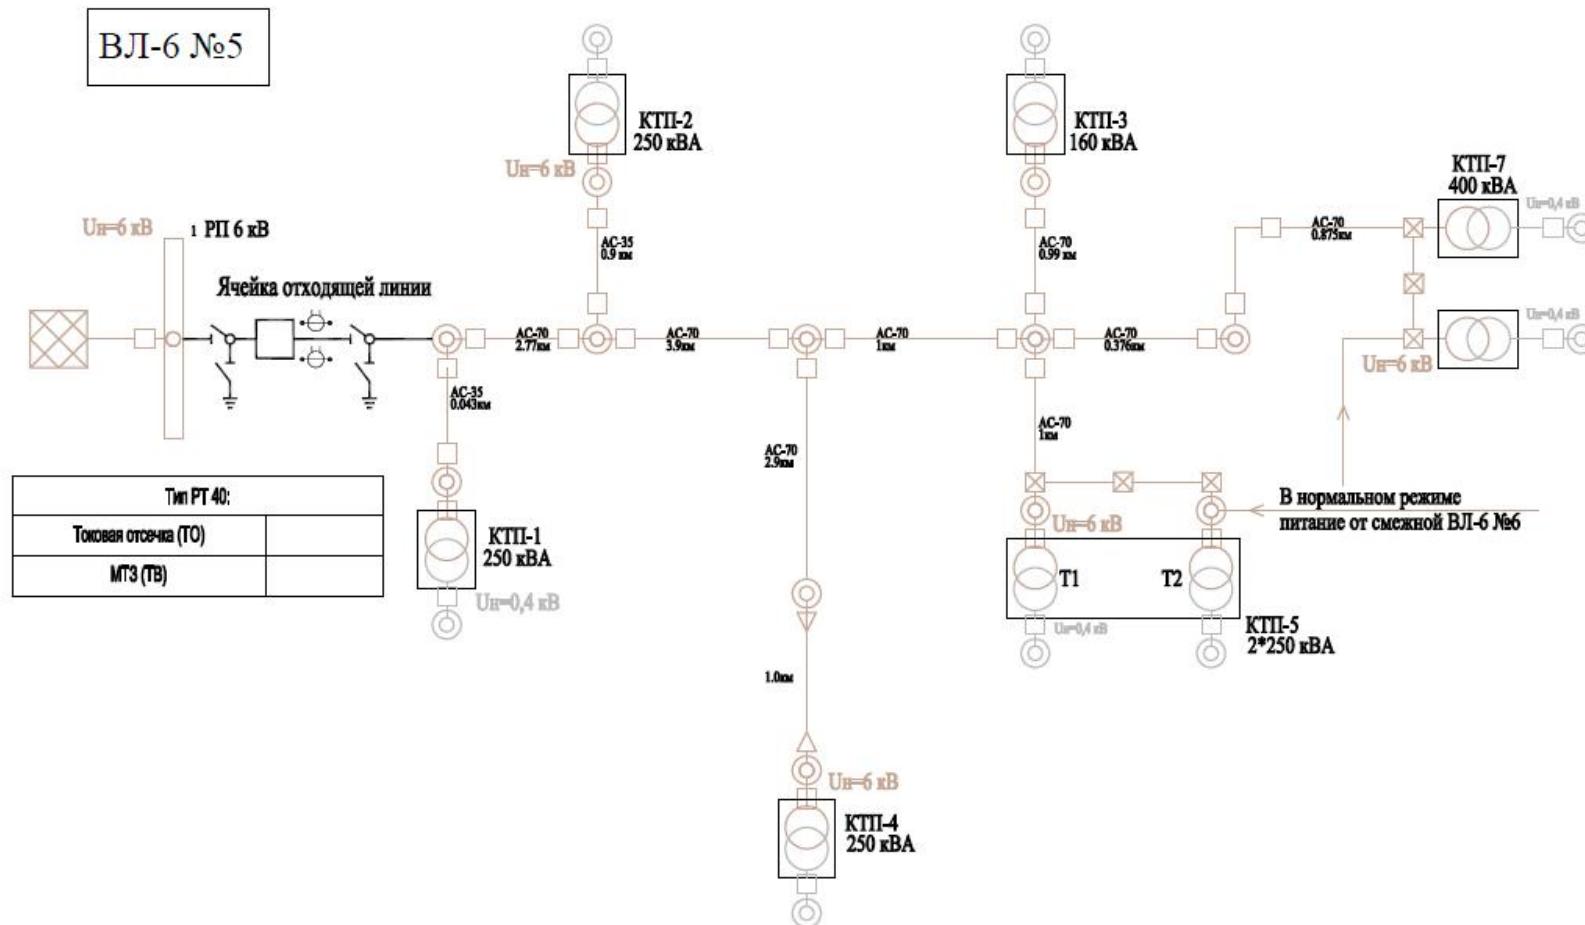 ВЛ-6 №5
КТП-2
250 кВА
Uн=6 кВ
КТП-3
160 кВА
КТП-7
400 кВА
Uн=0,4 кВ
Uн=6 кВ
1 РП 6 кВ
АС-35
0.9 км
АС-70
0.99 км
АС-70
0.875км
Ячейка отходящей линии
АС-70
2.77км
АС-70
3.9км
АС-70
1км
АС-70
0.376км
Uн=0,4 кВ
Uн=6 кВ
АС-35
0.043км
АС-70
2.9км
АС-70
1км
Тип РТ 40:
Токовая отсечка (ТО)
МТЗ (ТВ)
КТП-1
250 кВА
Uн=0,4 кВ
Uн=6 кВ
В нормальном режиме
питание от смежной ВЛ-6 №6
Т1
Т2
Uн=0,4 кВ
КТП-5
2*250 кВА
1.0км
Uн=6 кВ
КТП-4
250 кВА